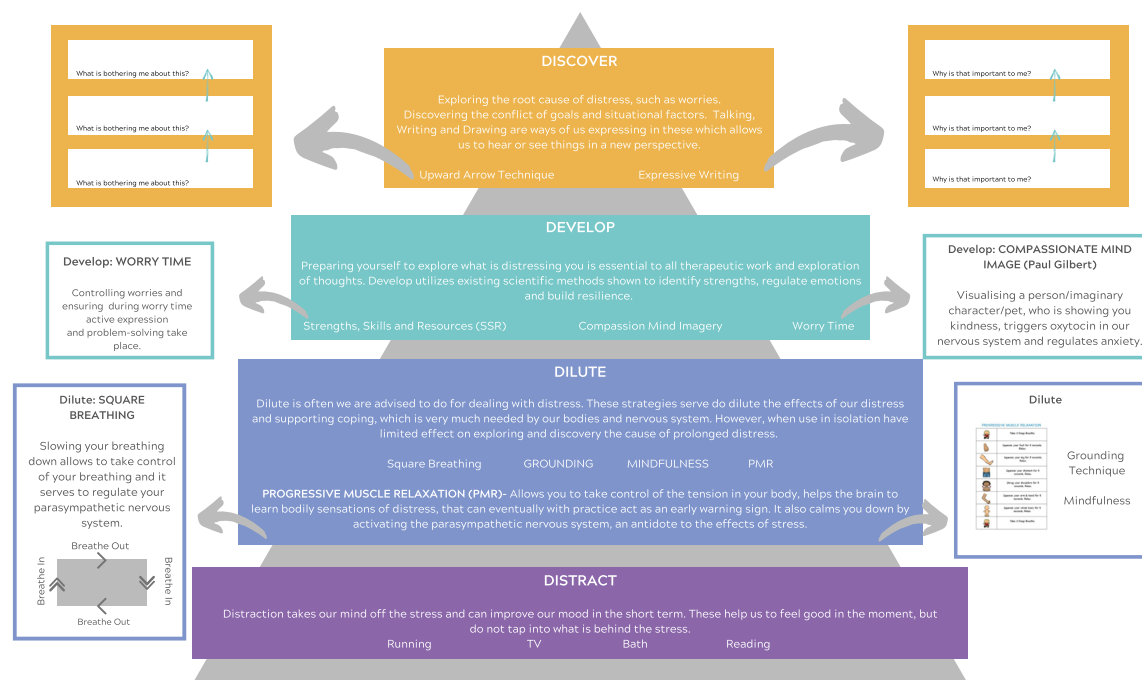 What is bothering me about this?
What is bothering me about this?
What is bothering me about this?
DISCOVER
Exploring the root cause of distress, such as worries.
Discovering the conflict of goals and situational factors. Talking,
Writing and Drawing are ways of us expressing in these which allows
us to hear or see things in a new perspective.
Upward Arrow Technique
Expressive Writing
Why is that important to me?
Why is that important to me?
Why is that important to me?
DEVELOP
Preparing yourself to explore what is distressing you is essential to all therapeutic work and exploration
of thoughts. Develop utilizes existing scientific methods shown to identify strengths, regulate emotions
and build resilience.
Strengths, Skills and Resources (SSR)
Compassion Mind Imagery
Worry Time
Develop: WORRY TIME
Controlling worries and
ensuring during worry time
active expression
and problem-solving take
place.
Develop: COMPASSIONATE MIND
IMAGE (Paul Gilbert)
Visualising a person/imaginary
character/pet, who is showing you
kindness, triggers oxytocin in our
nervous system and regulates anxiety.
DILUTE
Dilute is often we are advised to do for dealing with distress. These strategies serve do dilute the effects of our distress
and supporting coping, which is very much needed by our bodies and nervous system. However, when use in isolation have
limited effect on exploring and discovery the cause of prolonged distress.
Square Breathing
GROUNDING
MINDFULNESS
PMR
PROGRESSIVE MUSCLE RELAXATION (PMR)- Allows you to take control of the tension in your body, helps the brain to
learn bodily sensations of distress, that can eventually with practice act as an early warning sign. It also calms you down by
activating the parasympathetic nervous system, an antidote to the effects of stress.
Dilute: SQUARE
BREATHING
Slowing your breathing
down allows to take control
of your breathing and it
serves to regulate your
parasympathetic nervous
system.
Breathe Out
Breathe In
Breathe In
Breathe Out
Dilute
PROGRESSIVE MUSCLE RELAXATION
Grounding
Technique
Mindfulness
DISTRACT
Distraction takes our mind off the stress and can improve our mood in the short term. These help us to feel good in the moment, but
do not tap into what is behind the stress.
Running
TV
Bath
Reading